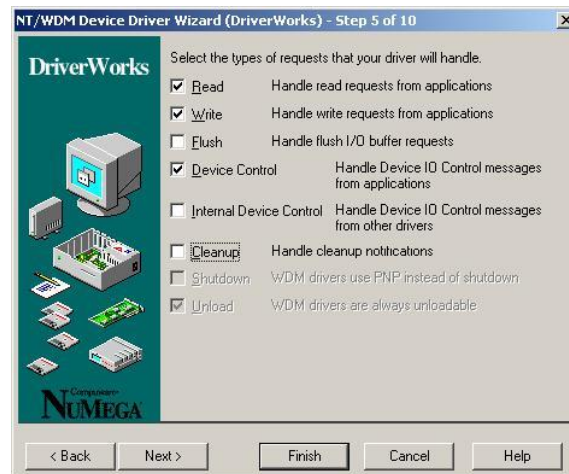 NT/WDM Device Driver Wizard (DriverWorks) - Step 5 of 10
DriverWorks
Select the types of requests that your driver will handle.
Read Handle read requests from applications
Write Handle write requests from applications
Flush Handle flush I/O buffer requests
Device Control Handle Device IO Control messages
from applications
Internal Device Control Handle Device IO Control messages
from other drivers
Cleanup Handle cleanup notifications
Shutdown WDM drivers use PNP instead of shutdown
Unload WDM drivers are always unloadable
Compuware
NUMEGA
< Back Next > Finish Cancel Help